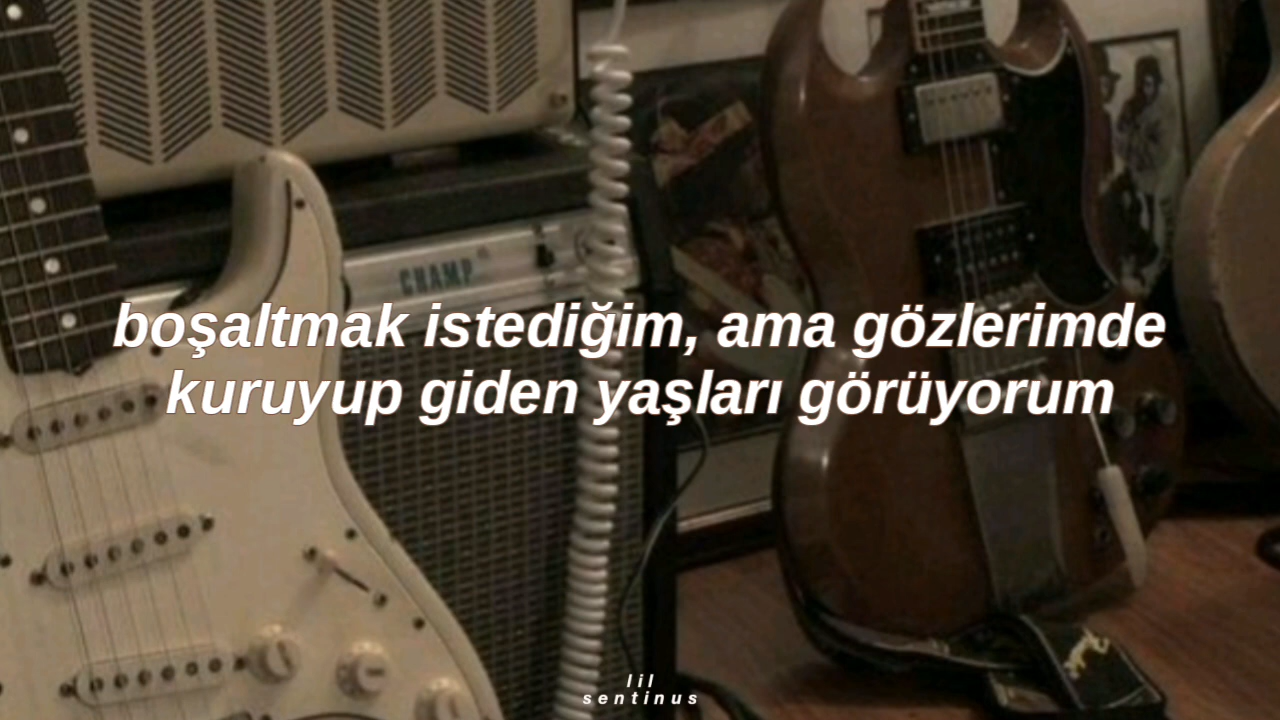 CHAMP
boşaltmak istediğim, ama gözlerimde
kuruyup giden yaşları görüyorum
lil
sentinus